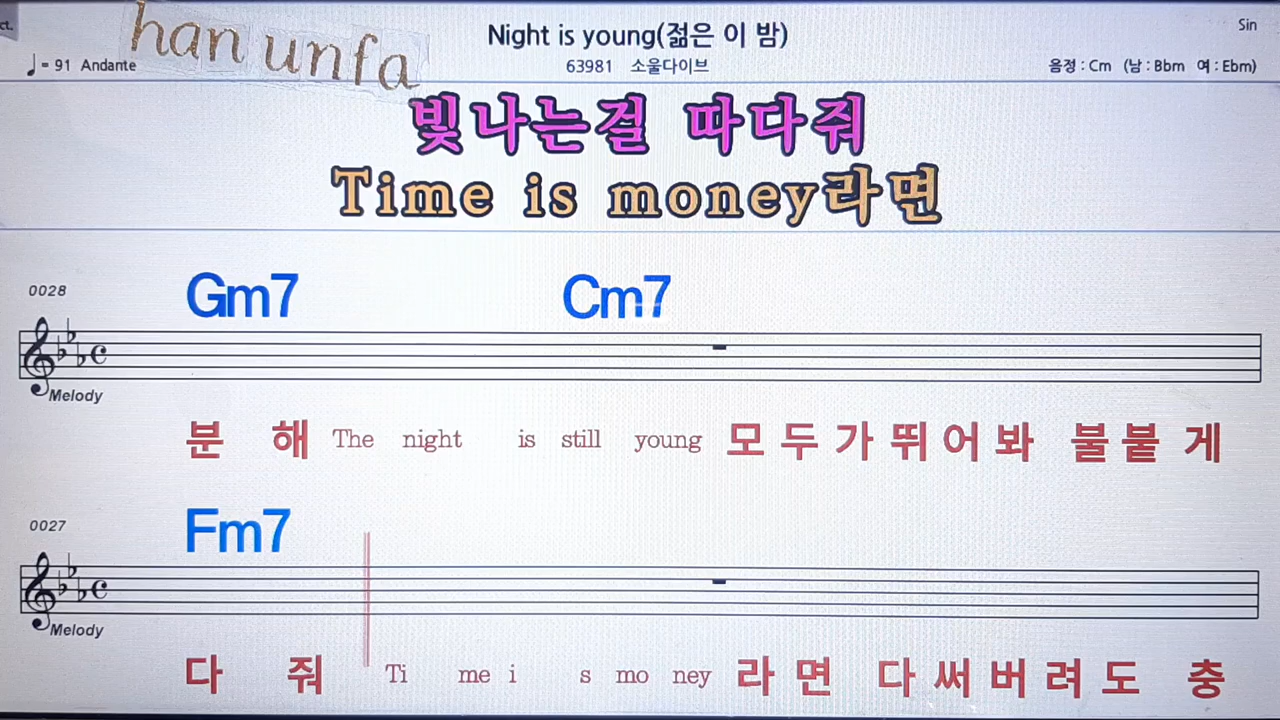 ct.
han unfa
Night is young(젊은 이 밤)
Sin
♩= 91 Andante
63981 소울다이브
음정 : Cm (남 : Bbm 여 : Ebm)
빛나는걸 따다줘
Time is money라면
0028
Gm7 Cm7
Melody
분 해 The night is still young 모 두 가 뛰 어 봐 불 붙 게
0027
Fm7
Melody
다 줘 Ti me i s mo ney 라 면 다 써 버 려 도 충